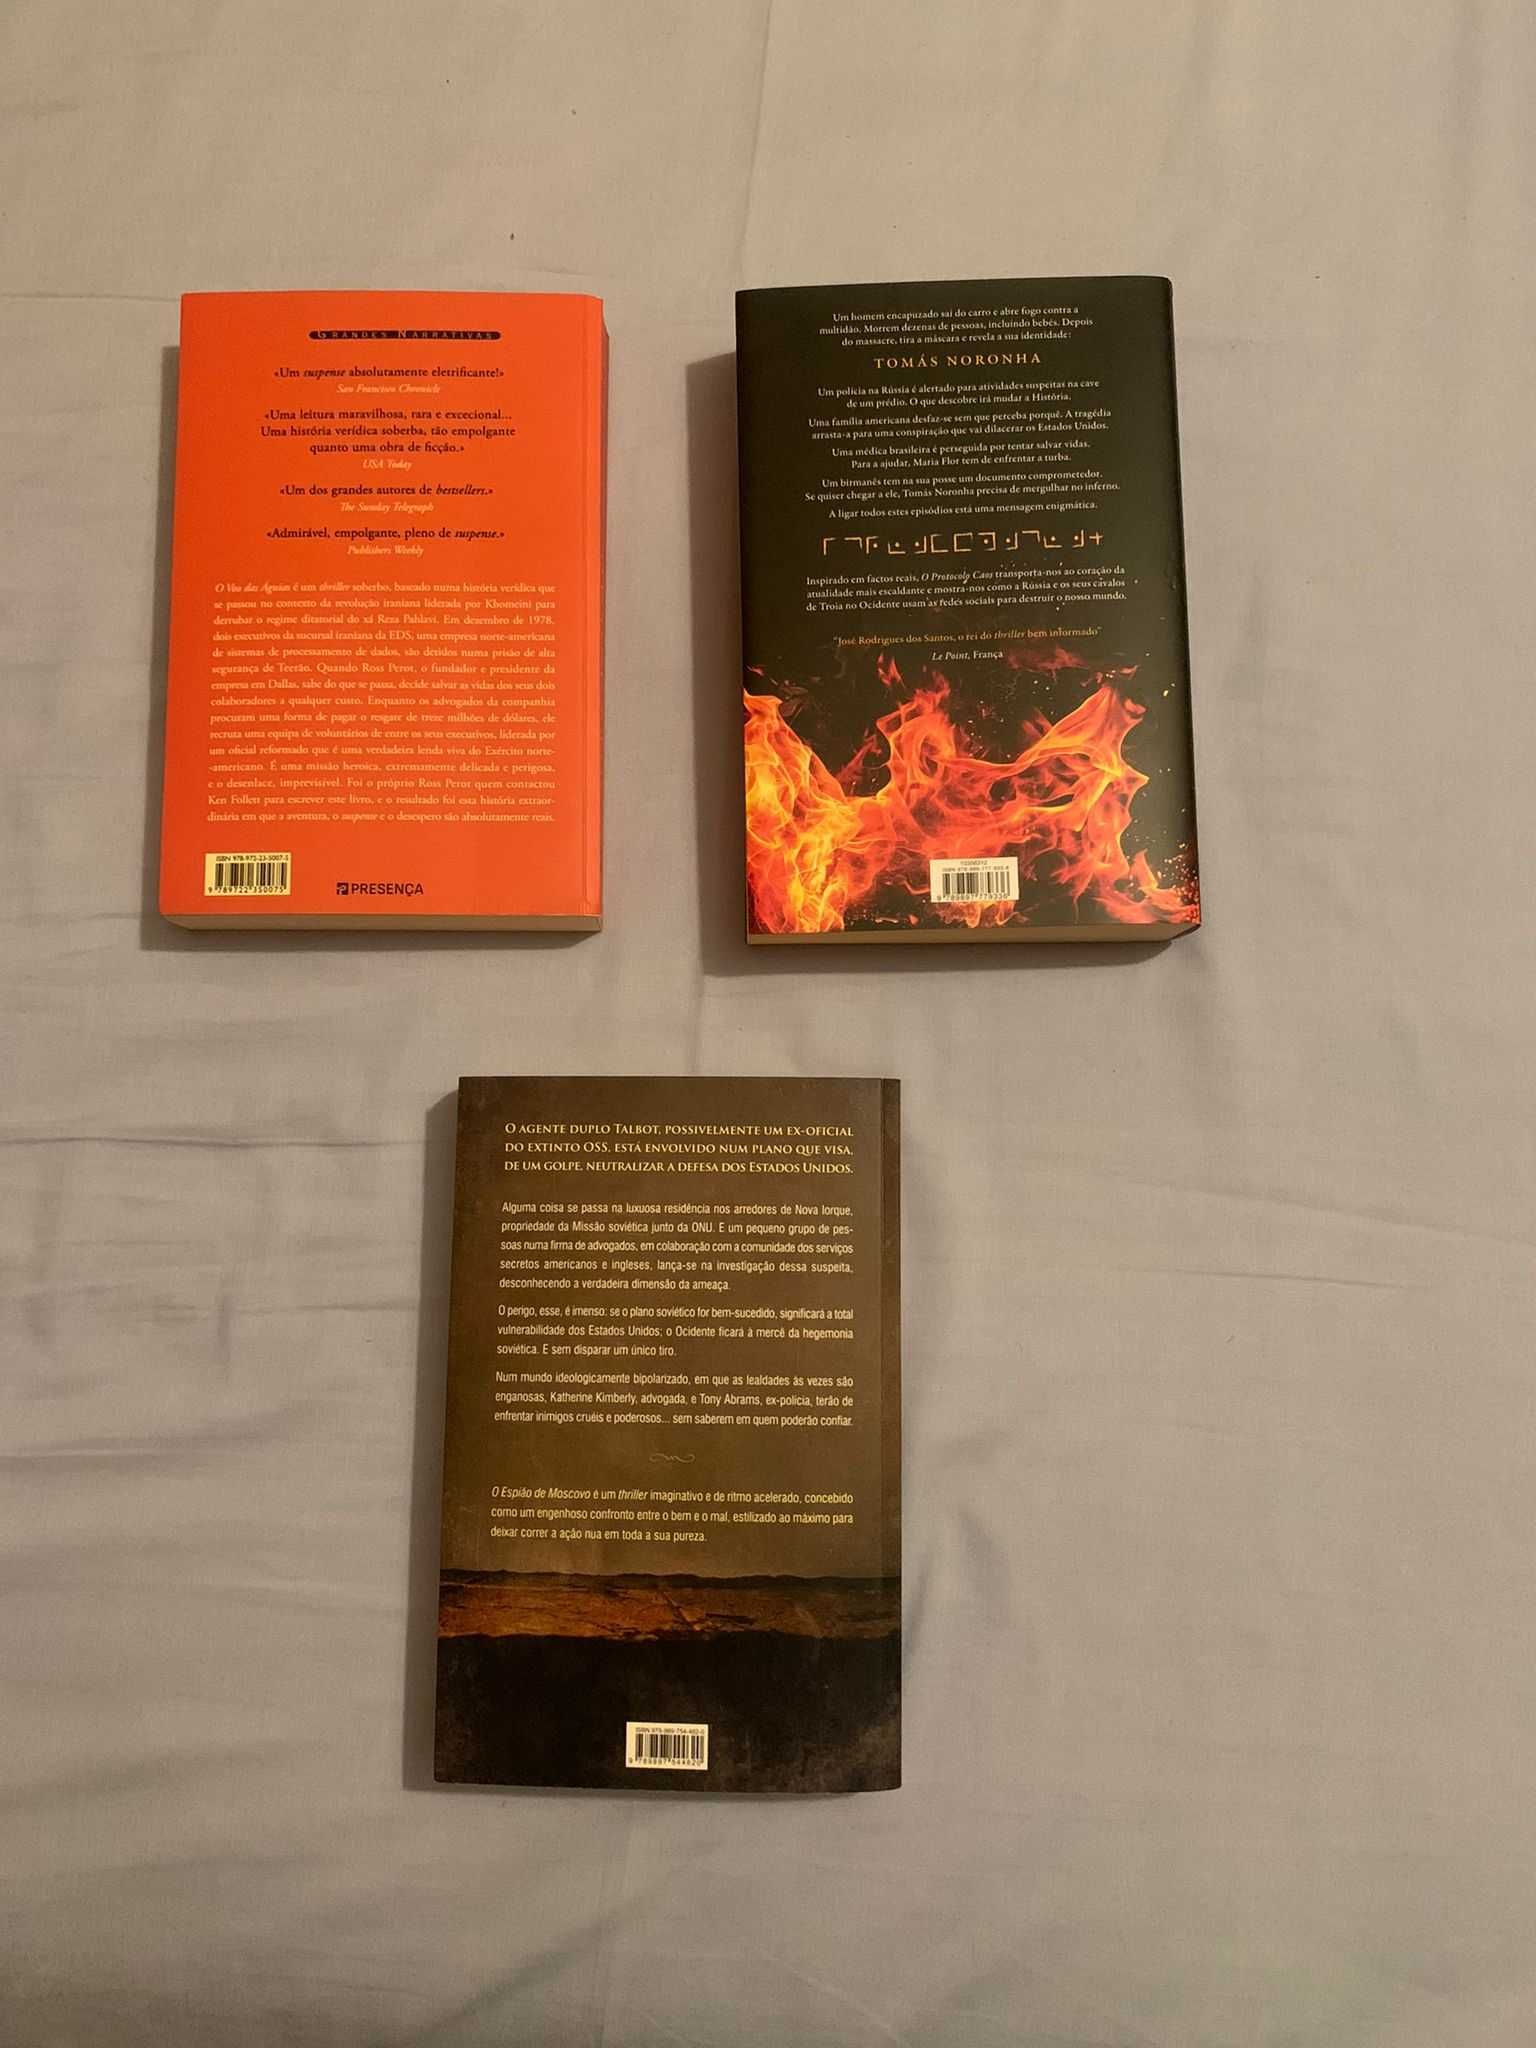 GRANDES NARRATIVAS
«Um suspense absolutamente eletrificante!»
San Francisco Chronicle
«Uma leitura maravilhosa, rara e excecional...
Uma história verídica soberba, tão empolgante
quanto uma obra de ficção.»
USA Today
«Um dos grandes autores de bestsellers.»
The Sunday Telegraph
«Admirável, empolgante, pleno de suspense.»
Publishers Weekly
O Voo das Águias é um thriller soberbo, baseado numa história verídica que
se passou no contexto da revolução iraniana liderada por Khomeini para
derrubar o regime ditatorial do xá Reza Pahlavi. Em dezembro de 1978,
dois executivos da sucursal iraniana da EDS, uma empresa norte-americana
de sistemas de processamento de dados, são detidos numa prisão de alta
segurança de Teerão. Quando Ross Perot, o fundador e presidente da
empresa em Dallas, sabe do que se passa, decide salvar as vidas dos seus dois
colaboradores a qualquer custo. Enquanto os advogados da companhia
procuram uma forma de pagar o resgate de treze milhões de dólares, ele
recruta uma equipa de voluntários de entre os seus executivos, liderada por
um oficial reformado que é uma verdadeira lenda viva do Exército norte-
-americano. É uma missão heroica, extremamente delicada e perigosa,
e o desenlace, imprevisível. Foi o próprio Ross Perot quem contactou
Ken Follett para escrever este livro, e o resultado foi esta história extraor-
dinária em que a aventura, o suspense e o desespero são absolutamente reais.
ISBN 978-972-23-5007-5
9 789722 350075
PRESENÇA
Um homem encapuzado sai do carro e abre fogo contra a
multidão. Morrem dezenas de pessoas, incluindo bebés. Depois
do massacre, tira a máscara e revela a sua identidade:
TOMÁS NORONHA
Um polícia na Rússia é alertado para atividades suspeitas na cave
de um prédio. O que descobre irá mudar a História.
Uma família americana desfaz-se sem que perceba porquê. A tragédia
arrasta-a para uma conspiração que vai dilacerar os Estados Unidos.
Uma médica brasileira é perseguida por tentar salvar vidas.
Para a ajudar, Maria Flor tem de enfrentar a turba.
Um birmanês tem na sua posse um documento comprometedor.
Se quiser chegar a ele, Tomás Noronha precisa de mergulhar no inferno.
A ligar todos estes episódios está uma mensagem enigmática.
Inspirado em factos reais, O Protocolo Caos transporta-nos ao coração da
atualidade mais escaldante e mostra-nos como a Rússia e os seus cavalos
de Troia no Ocidente usam as redes sociais para destruir o nosso mundo.
"José Rodrigues dos Santos, o rei do thriller bem informado"
Le Point, França
O AGENTE DUPLO TALBOT, POSSIVELMENTE UM EX-OFICIAL
DO EXTINTO OSS, ESTÁ ENVOLVIDO NUM PLANO QUE VISA,
DE UM GOLPE, NEUTRALIZAR A DEFESA DOS ESTADOS UNIDOS.
Alguma coisa se passa na luxuosa residência nos arredores de Nova Iorque,
propriedade da Missão soviética junto da ONU. E um pequeno grupo de pes-
soas numa firma de advogados, em colaboração com a comunidade dos serviços
secretos americanos e ingleses, lança-se na investigação dessa suspeita,
desconhecendo a verdadeira dimensão da ameaça.
O perigo, esse, é imenso: se o plano soviético for bem-sucedido, significará a total
vulnerabilidade dos Estados Unidos; o Ocidente ficará à mercê da hegemonia
soviética. E sem disparar um único tiro.
Num mundo ideologicamente bipolarizado, em que as lealdades às vezes são
enganosas, Katherine Kimberly, advogada, e Tony Abrams, ex-polícia, terão de
enfrentar inimigos cruéis e poderosos... sem saberem em quem poderão confiar.
O Espião de Moscovo é um thriller imaginativo e de ritmo acelerado, concebido
como um engenhoso confronto entre o bem e o mal, estilizado ao máximo para
deixar correr a ação nua em toda a sua pureza.
ISBN 978-989-754-482-0
9 789897 544820